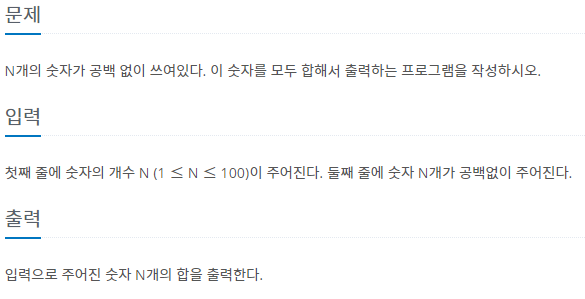 문제
N개의 숫자가 공백 없이 쓰여있다. 이 숫자를 모두 합해서 출력하는 프로그램을 작성하시오.
입력
첫째 줄에 숫자의 개수 N (1 ≤ N ≤ 100)이 주어진다. 둘째 줄에 숫자 N개가 공백없이 주어진다.
출력
입력으로 주어진 숫자 N개의 합을 출력한다.